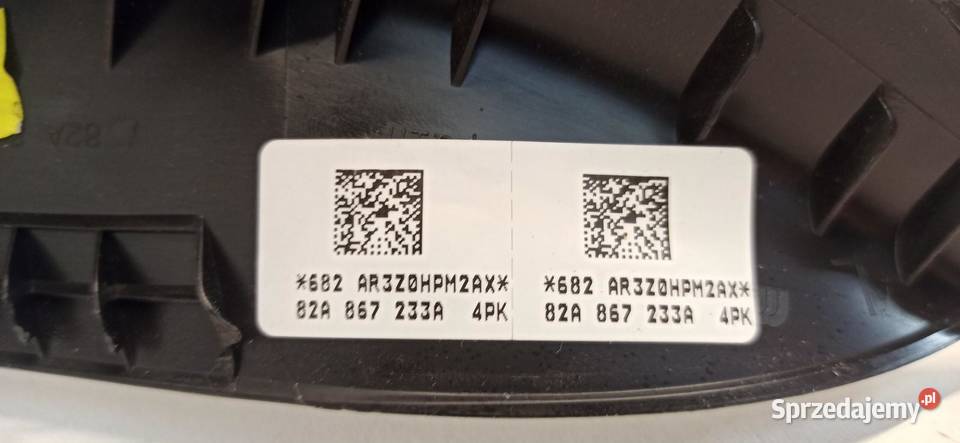 *682 AR3Z0HPM2AX*
82A 867 233A 4PK
*682 AR3Z0HPM2AX*
82A 867 233A 4PK
Sprzedajemy.pl